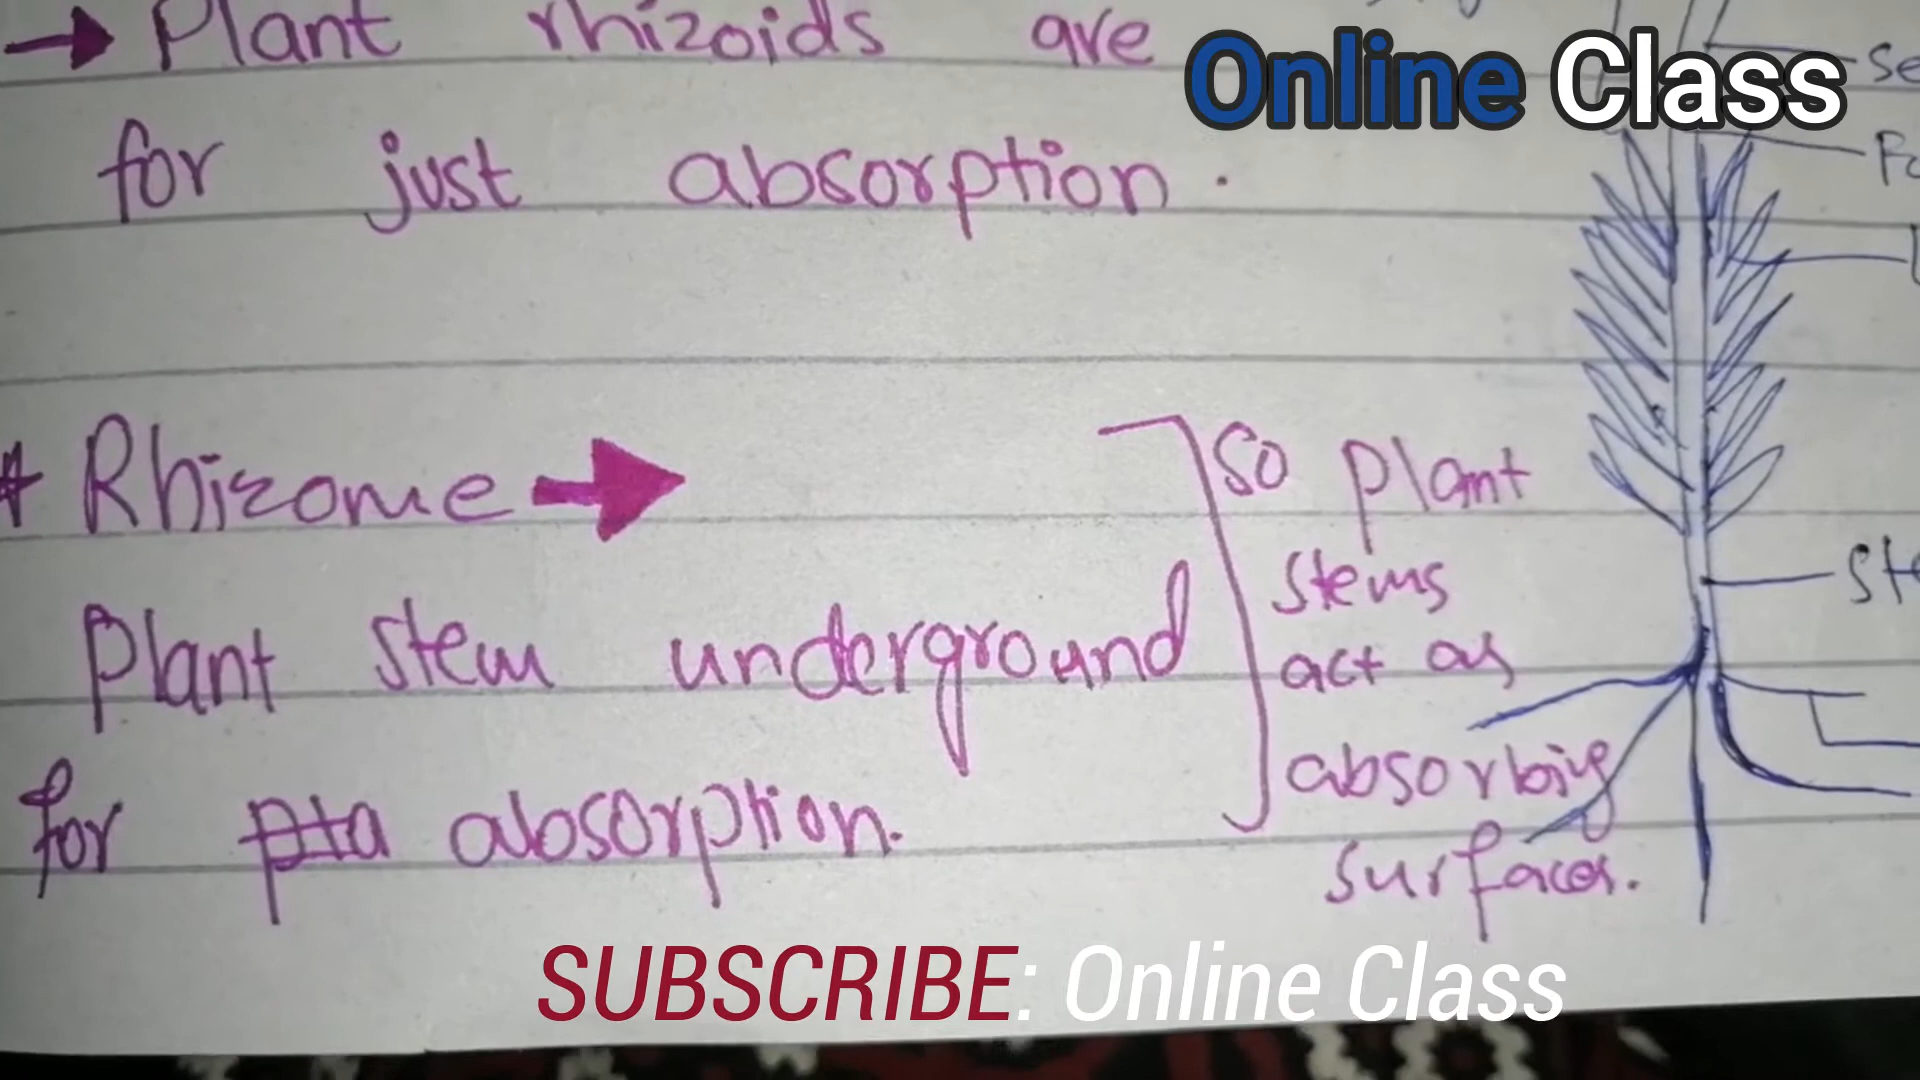 Plant rhizoids are
Online Class
for just absorption.
Rhizome
Plant stem underground
for absorption.
So plant
stems
act as
absorbing
surfaces.
SUBSCRIBE: Online Class